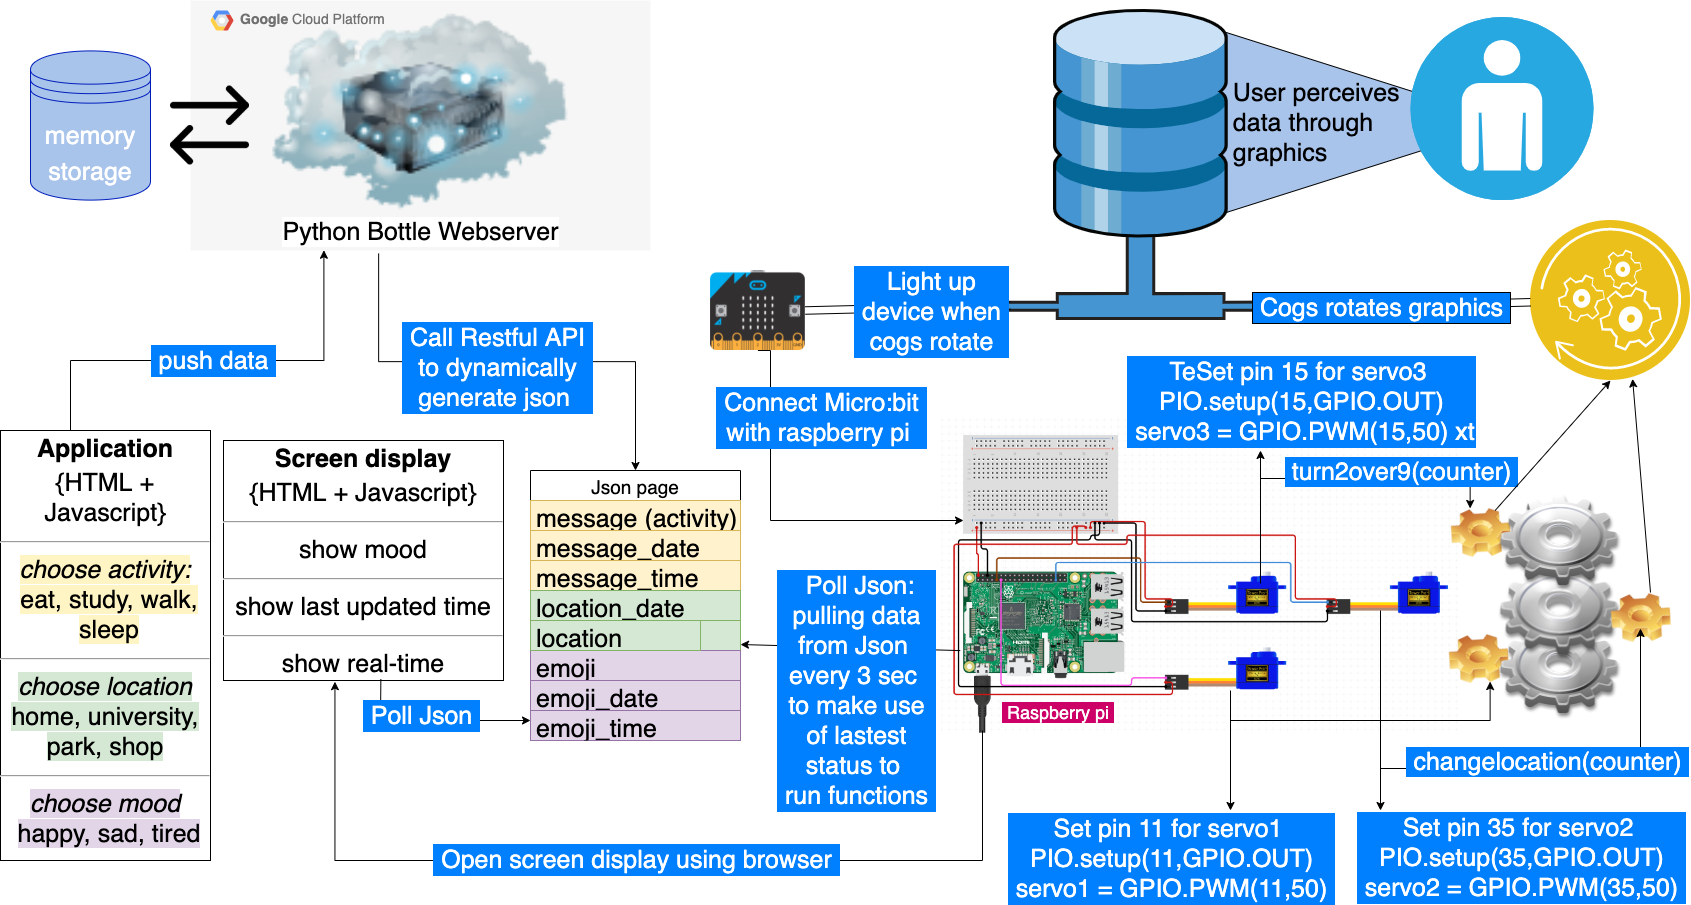 Google Cloud Platform
memory
storage
Python Bottle Webserver
User perceives
data through
graphics
Light up
device when
cogs rotate
Cogs rotates graphics
push data
Call Restful API
to dynamically
generate json
Connect Micro:bit
with raspberry pi
TeSet pin 15 for servo3
PIO.setup(15,GPIO.OUT)
servo3 = GPIO.PWM(15,50) xt
turn2over9(counter)
Application
{HTML +
Javascript}
choose activity:
eat, study, walk,
sleep
choose location
home, university,
park, shop
choose mood
happy, sad, tired
Screen display
{HTML + Javascript}
show mood
show last updated time
show real-time
Poll Json
Json page
message (activity)
message_date
message_time
location_date
location
emoji
emoji_date
emoji_time
Poll Json:
pulling data
from Json
every 3 sec
to make use
of lastest
status to
run functions
Raspberry pi
changelocation(counter)
Open screen display using browser
Set pin 11 for servo1
PIO.setup(11,GPIO.OUT)
servo1 = GPIO.PWM(11,50)
Set pin 35 for servo2
PIO.setup(35,GPIO.OUT)
servo2 = GPIO.PWM(35,50)